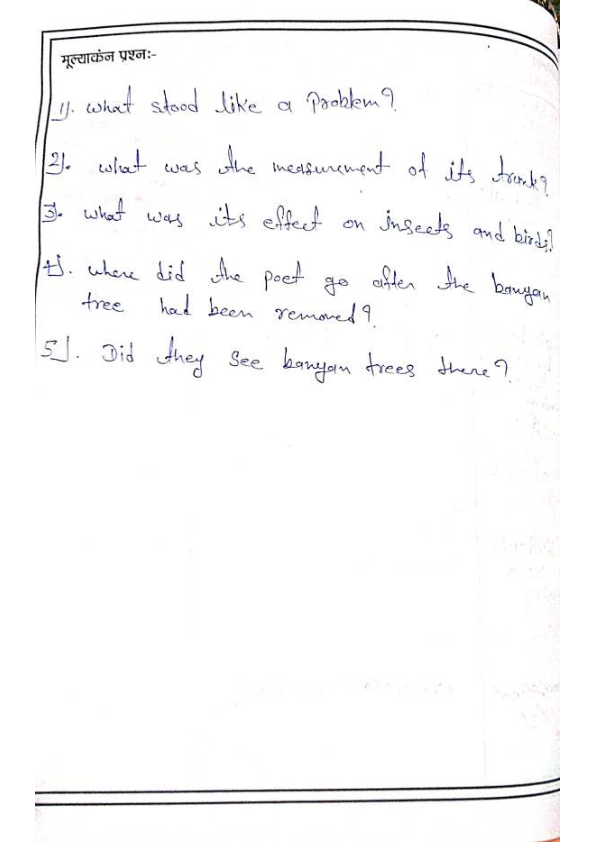 मूल्याकंन प्रश्नः-
1). what stood like a Problem?
2). what was the measurement of its trunk?
3). what was its effect on insects and birds?
4). where did the poet go after the banyan
tree had been removed?
5). Did they see banyan trees there?